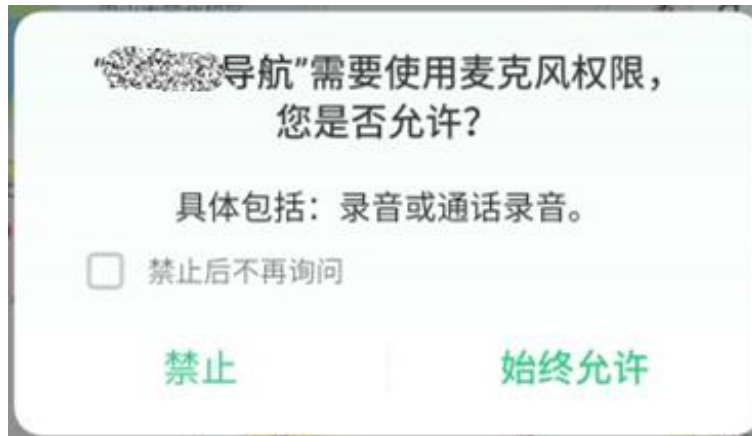 “导航”需要使用麦克风权限，
您是否允许？
具体包括：录音或通话录音。
禁止后不再询问
禁止
始终允许